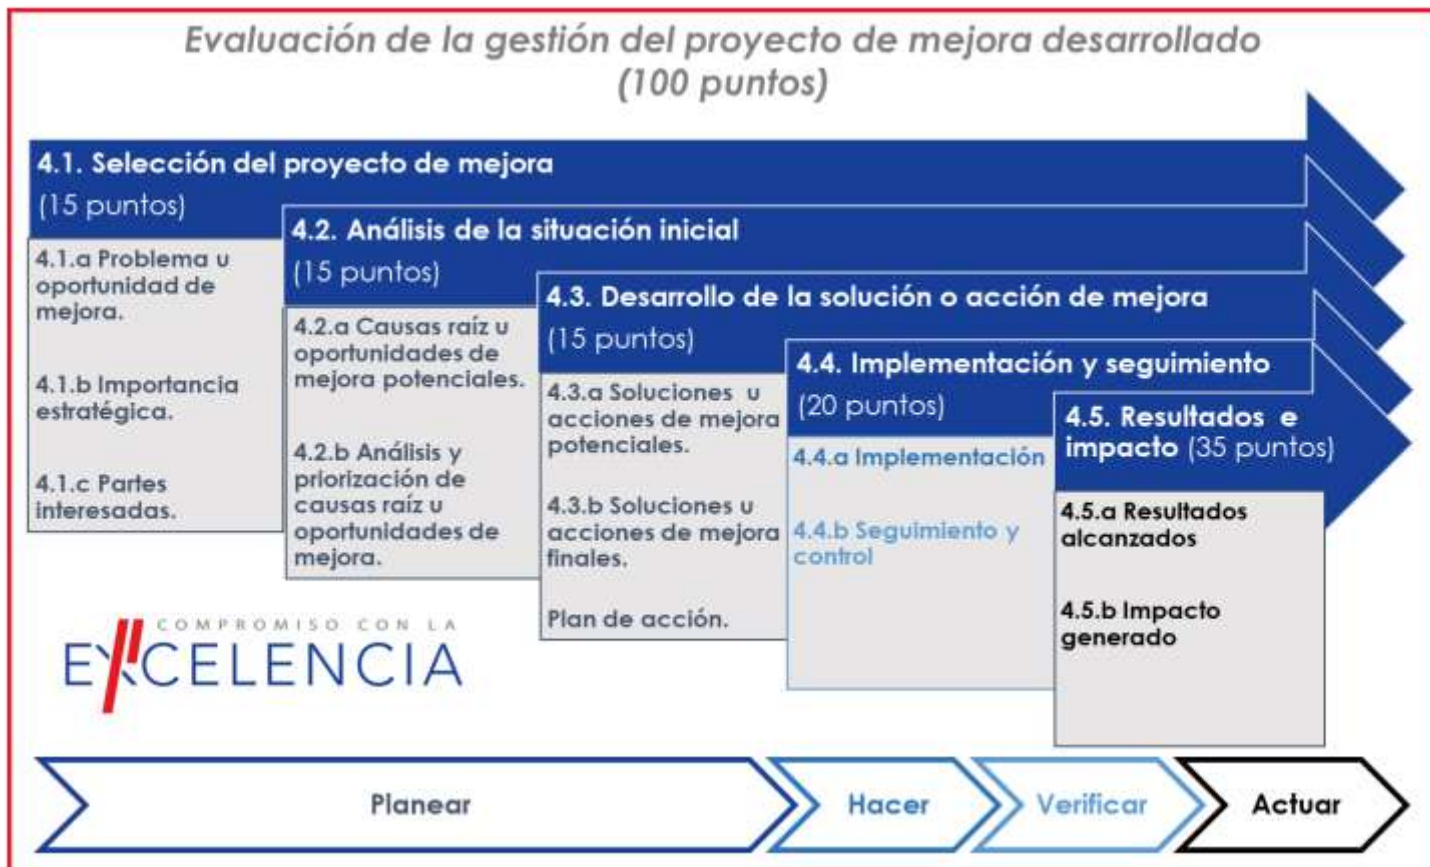 Evaluación de la gestión del proyecto de mejora desarrollado
(100 puntos)
4.1. Selección del proyecto de mejora
(15 puntos)
4.1.a Problema u
oportunidad de
mejora.
4.1.b Importancia
estratégica.
4.1.c Partes
interesadas.
4.2. Análisis de la situación inicial
(15 puntos)
4.2.a Causas raíz u
oportunidades de
mejora potenciales.
4.2.b Análisis y
priorización de
causas raíz u
oportunidades de
mejora.
4.3. Desarrollo de la solución o acción de mejora
(15 puntos)
4.3.a Soluciones u
acciones de mejora
potenciales.
4.3.b Soluciones u
acciones de mejora
finales.
Plan de acción.
4.4. Implementación y seguimiento
(20 puntos)
4.4.a Implementación
4.4.b Seguimiento y
control
4.5. Resultados e
impacto (35 puntos)
4.5.a Resultados
alcanzados
4.5.b Impacto
generado
COMPROMISO CON LA
EXCELENCIA
Planear
Hacer
Verificar
Actuar